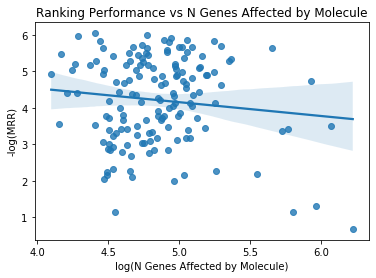 Ranking Performance vs N Genes Affected by Molecule
-log(MRR)
6
5
4
3
2
1
4.0 4.5 5.0 5.5 6.0
log(N Genes Affected by Molecule)